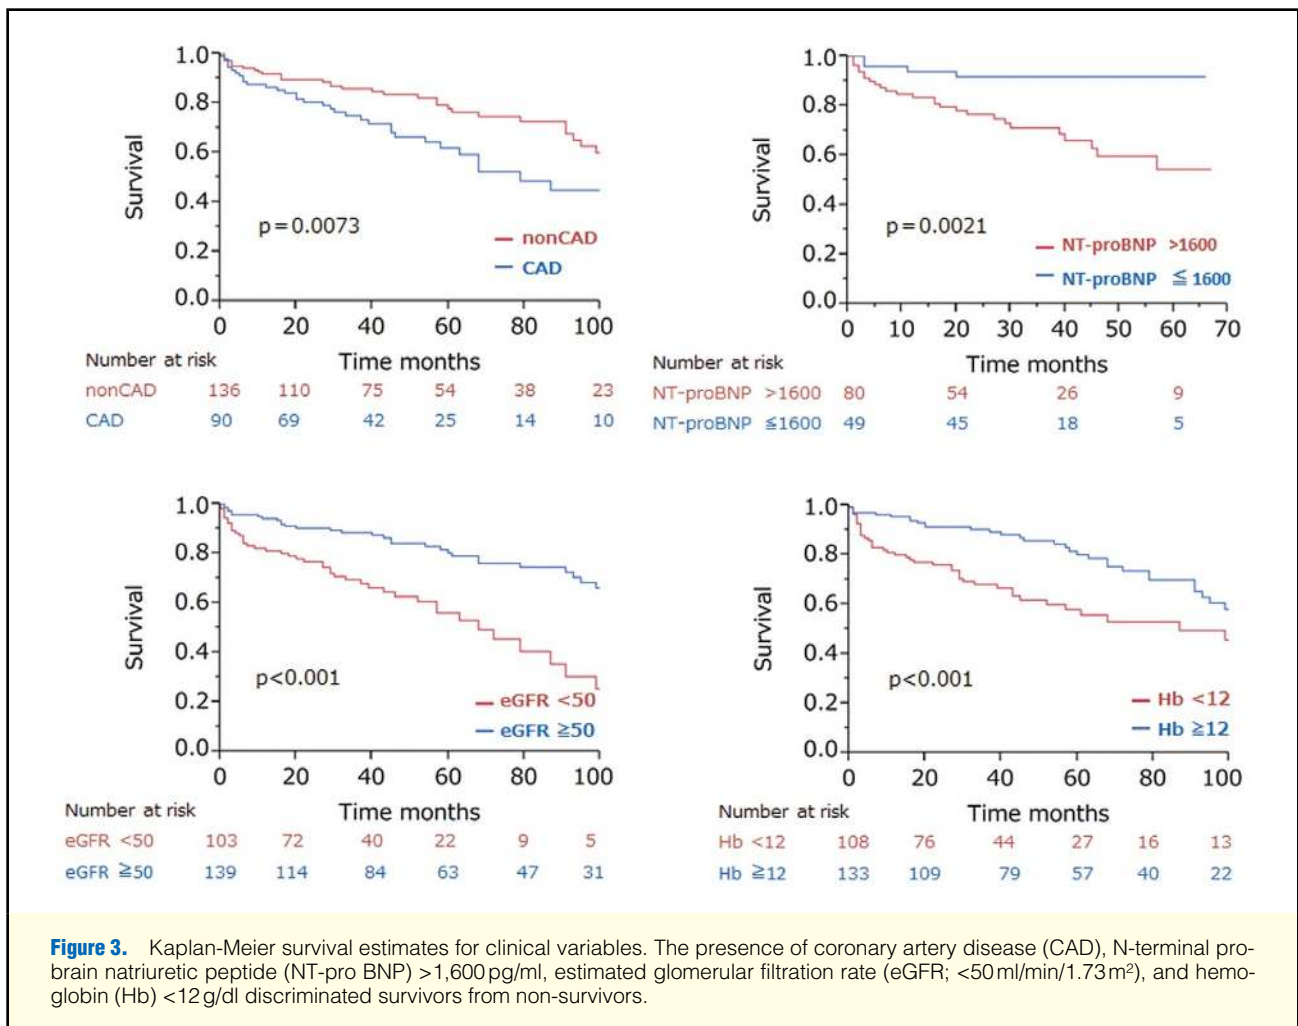 1.0
0.8
0.6
0.4
0.2
0.0
Survival
p=0.0073
nonCAD
CAD
0 20 40 60 80 100
Number at risk Time months
nonCAD 136 110 75 54 38 23
CAD 90 69 42 25 14 10
1.0
0.8
0.6
0.4
0.2
0.0
Survival
p=0.0021
NT-proBNP >1600
NT-proBNP ≦1600
0 10 20 30 40 50 60 70
Number at risk Time months
NT-proBNP >1600 80 54 26 9
NT-proBNP ≦1600 49 45 18 5
1.0
0.8
0.6
0.4
0.2
0.0
Survival
p<0.001
eGFR <50
eGFR ≧50
0 20 40 60 80 100
Number at risk Time months
eGFR <50 103 72 40 22 9 5
eGFR ≧50 139 114 84 63 47 31
1.0
0.8
0.6
0.4
0.2
0.0
Survival
p<0.001
Hb <12
Hb ≧12
0 20 40 60 80 100
Number at risk Time months
Hb <12 108 76 44 27 16 13
Hb ≧12 133 109 79 57 40 22
Figure 3. Kaplan-Meier survival estimates for clinical variables. The presence of coronary artery disease (CAD), N-terminal pro-
brain natriuretic peptide (NT-pro BNP) >1,600 pg/ml, estimated glomerular filtration rate (eGFR; <50 ml/min/1.73 m²), and hemo-
globin (Hb) <12 g/dl discriminated survivors from non-survivors.